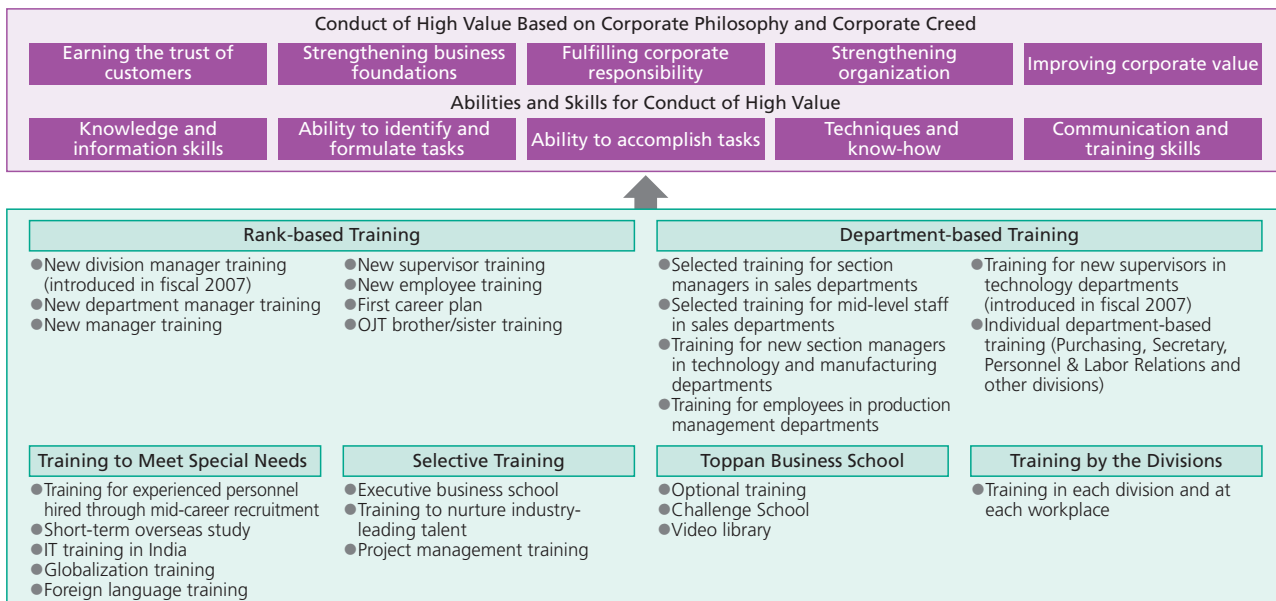 Conduct of High Value Based on Corporate Philosophy and Corporate Creed
Earning the trust of
customers
Strengthening business
foundations
Fulfilling corporate
responsibility
Strengthening
organization
Improving corporate value
Abilities and Skills for Conduct of High Value
Knowledge and
information skills
Ability to identify and
formulate tasks
Ability to accomplish tasks
Techniques and
know-how
Communication and
training skills
Rank-based Training
●New division manager training
(introduced in fiscal 2007)
●New department manager training
●New manager training
●New supervisor training
●New employee training
●First career plan
●OJT brother/sister training
Department-based Training
●Selected training for section
managers in sales departments
●Selected training for mid-level staff
in sales departments
●Training for new section managers
in technology and manufacturing
departments
●Training for employees in production
management departments
●Training for new supervisors in
technology departments
(introduced in fiscal 2007)
●Individual department-based
training (Purchasing, Secretary,
Personnel & Labor Relations and
other divisions)
Training to Meet Special Needs
●Training for experienced personnel
hired through mid-career recruitment
●Short-term overseas study
●IT training in India
●Globalization training
●Foreign language training
Selective Training
●Executive business school
●Training to nurture industry-
leading talent
●Project management training
Toppan Business School
●Optional training
●Challenge School
●Video library
Training by the Divisions
●Training in each division and at
each workplace